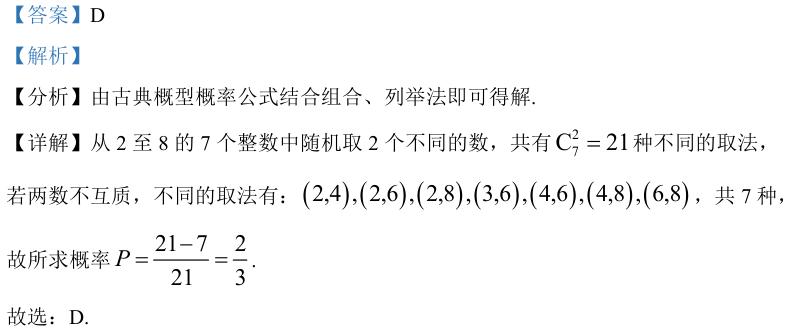 【答案】D
【解析】
【分析】由古典概型概率公式结合组合、列举法即可得解.
【详解】从 2 至 8 的 7 个整数中随机取 2 个不同的数，共有 $C_7^2 = 21$ 种不同的取法，
若两数不互质，不同的取法有：(2,4),(2,6),(2,8),(3,6),(4,6),(4,8),(6,8)，共 7 种，
故所求概率 $P = \frac{21-7}{21} = \frac{2}{3}$.
故选：D.